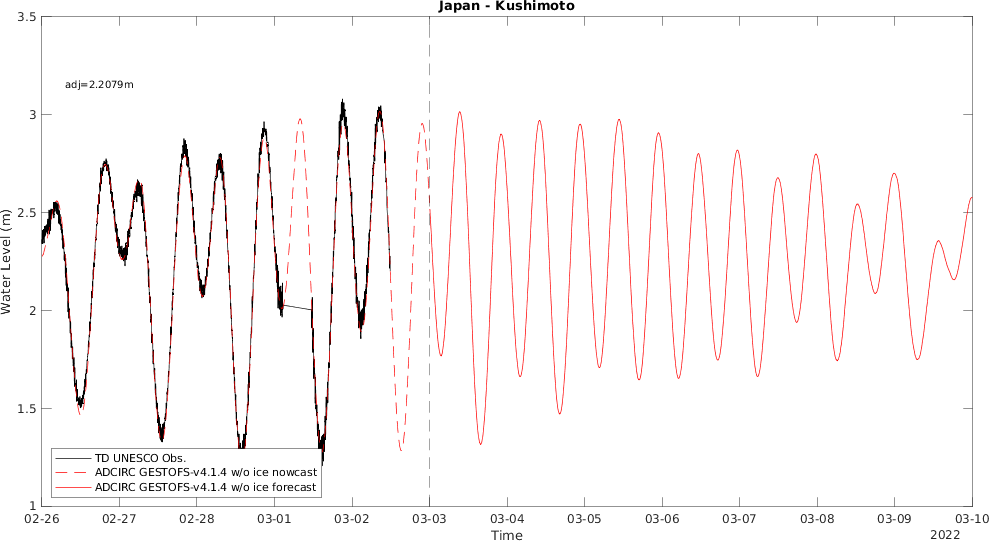 Japan - Kushimoto
3.5
adj=2.2079m
3
2.5
Water Level (m)
2
1.5
TD UNESCO Obs.
ADCIRC GESTOFS-v4.1.4 w/o ice nowcast
ADCIRC GESTOFS-v4.1.4 w/o ice forecast
1
02-26 02-27 02-28 03-01 03-02 03-03 03-04 03-05 03-06 03-07 03-08 03-09 03-10
Time
2022